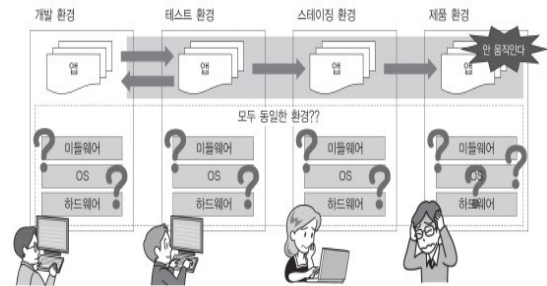 개발 환경
테스트 환경
스테이징 환경
제품 환경
앱
앱
앱
앱
안 움직인다
모두 동일한 환경??
? 미들웨어
OS ?
하드웨어
? 미들웨어
OS ?
하드웨어
? 미들웨어
OS ?
하드웨어
? 미들웨어
OS ?
? 하드웨어